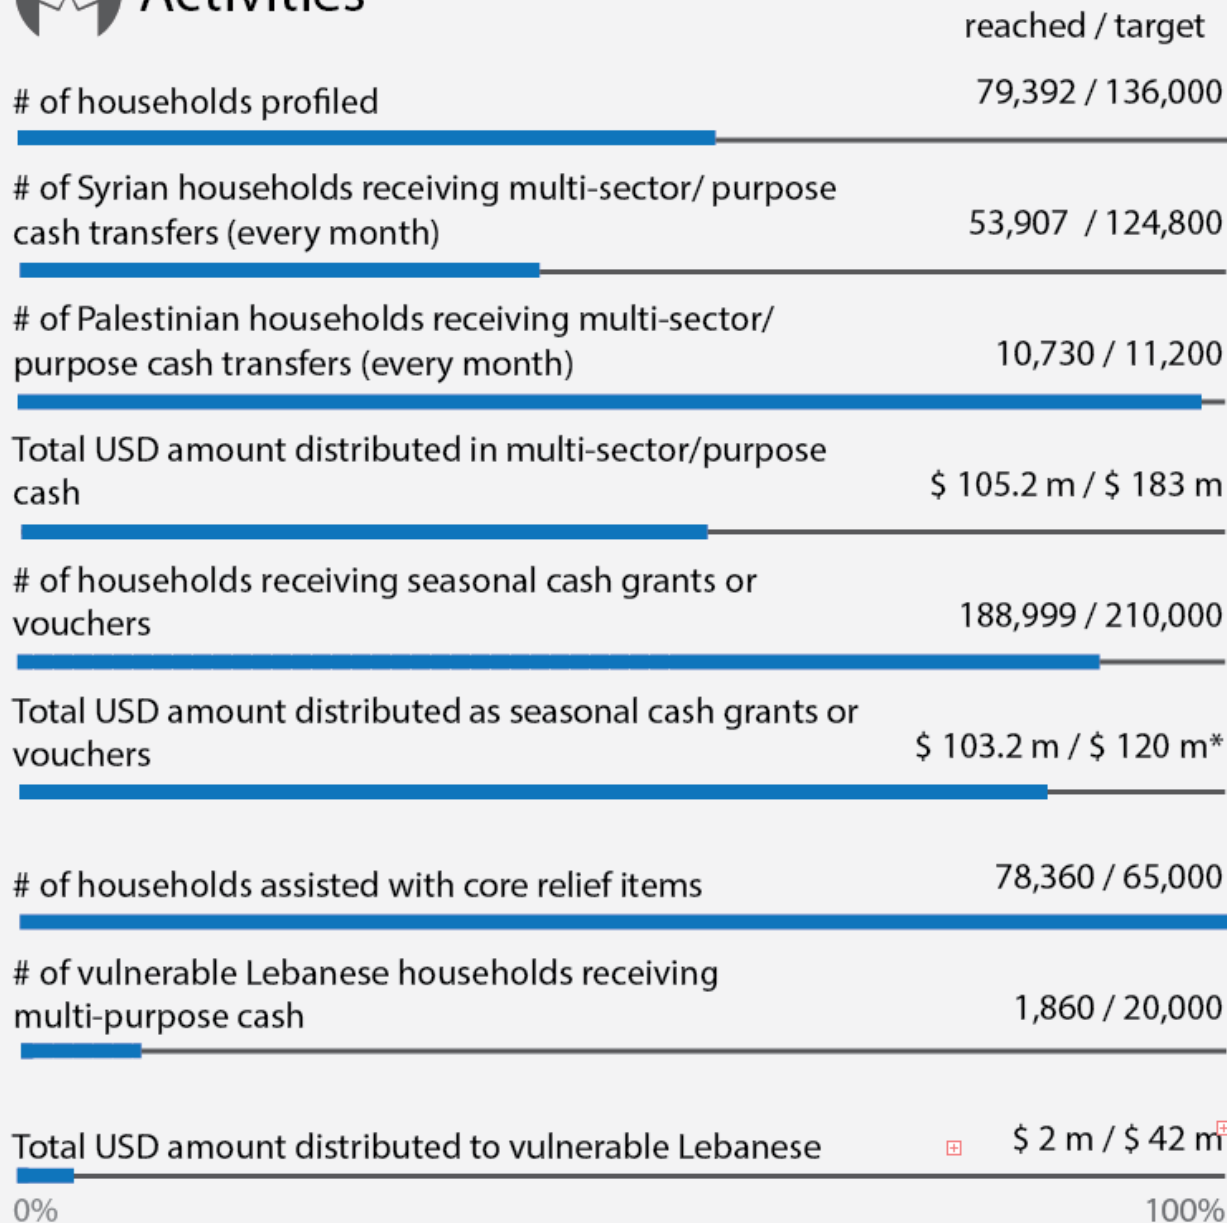 Activities
reached / target
# of households profiled
79,392 / 136,000
# of Syrian households receiving multi-sector/ purpose
cash transfers (every month)
53,907 / 124,800
# of Palestinian households receiving multi-sector/
purpose cash transfers (every month)
10,730 / 11,200
Total USD amount distributed in multi-sector/purpose
cash
$ 105.2 m / $ 183 m
# of households receiving seasonal cash grants or
vouchers
188,999 / 210,000
Total USD amount distributed as seasonal cash grants or
vouchers
$ 103.2 m / $ 120 m*
# of households assisted with core relief items
78,360 / 65,000
# of vulnerable Lebanese households receiving
multi-purpose cash
1,860 / 20,000
Total USD amount distributed to vulnerable Lebanese
$ 2 m / $ 42 m
0%
100%